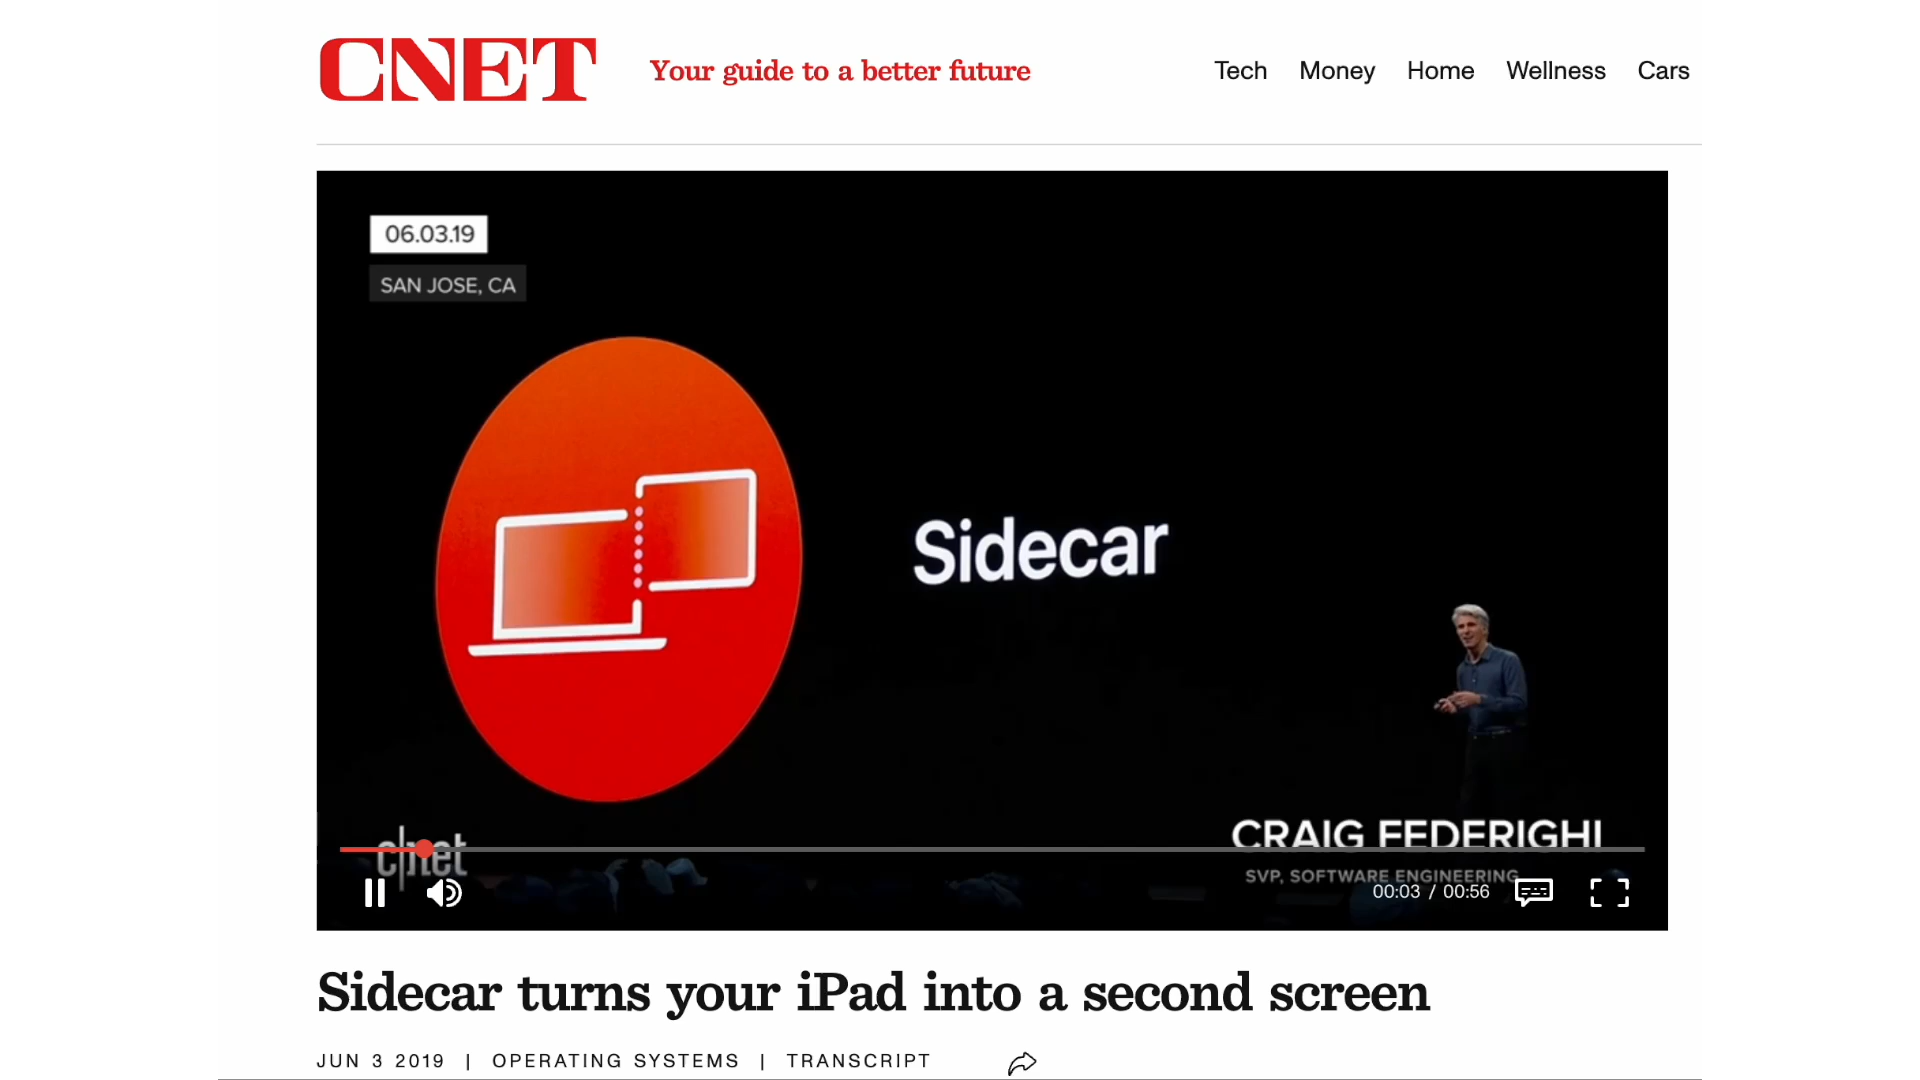 CNET
Your guide to a better future
Tech Money Home Wellness Cars
06.03.19
SAN JOSE, CA
Sidecar
CRAIG FEDERIGHI
c|net
SVP, SOFTWARE ENGINEERING
00:03 / 00:56
Sidecar turns your iPad into a second screen
JUN 3 2019 | OPERATING SYSTEMS | TRANSCRIPT